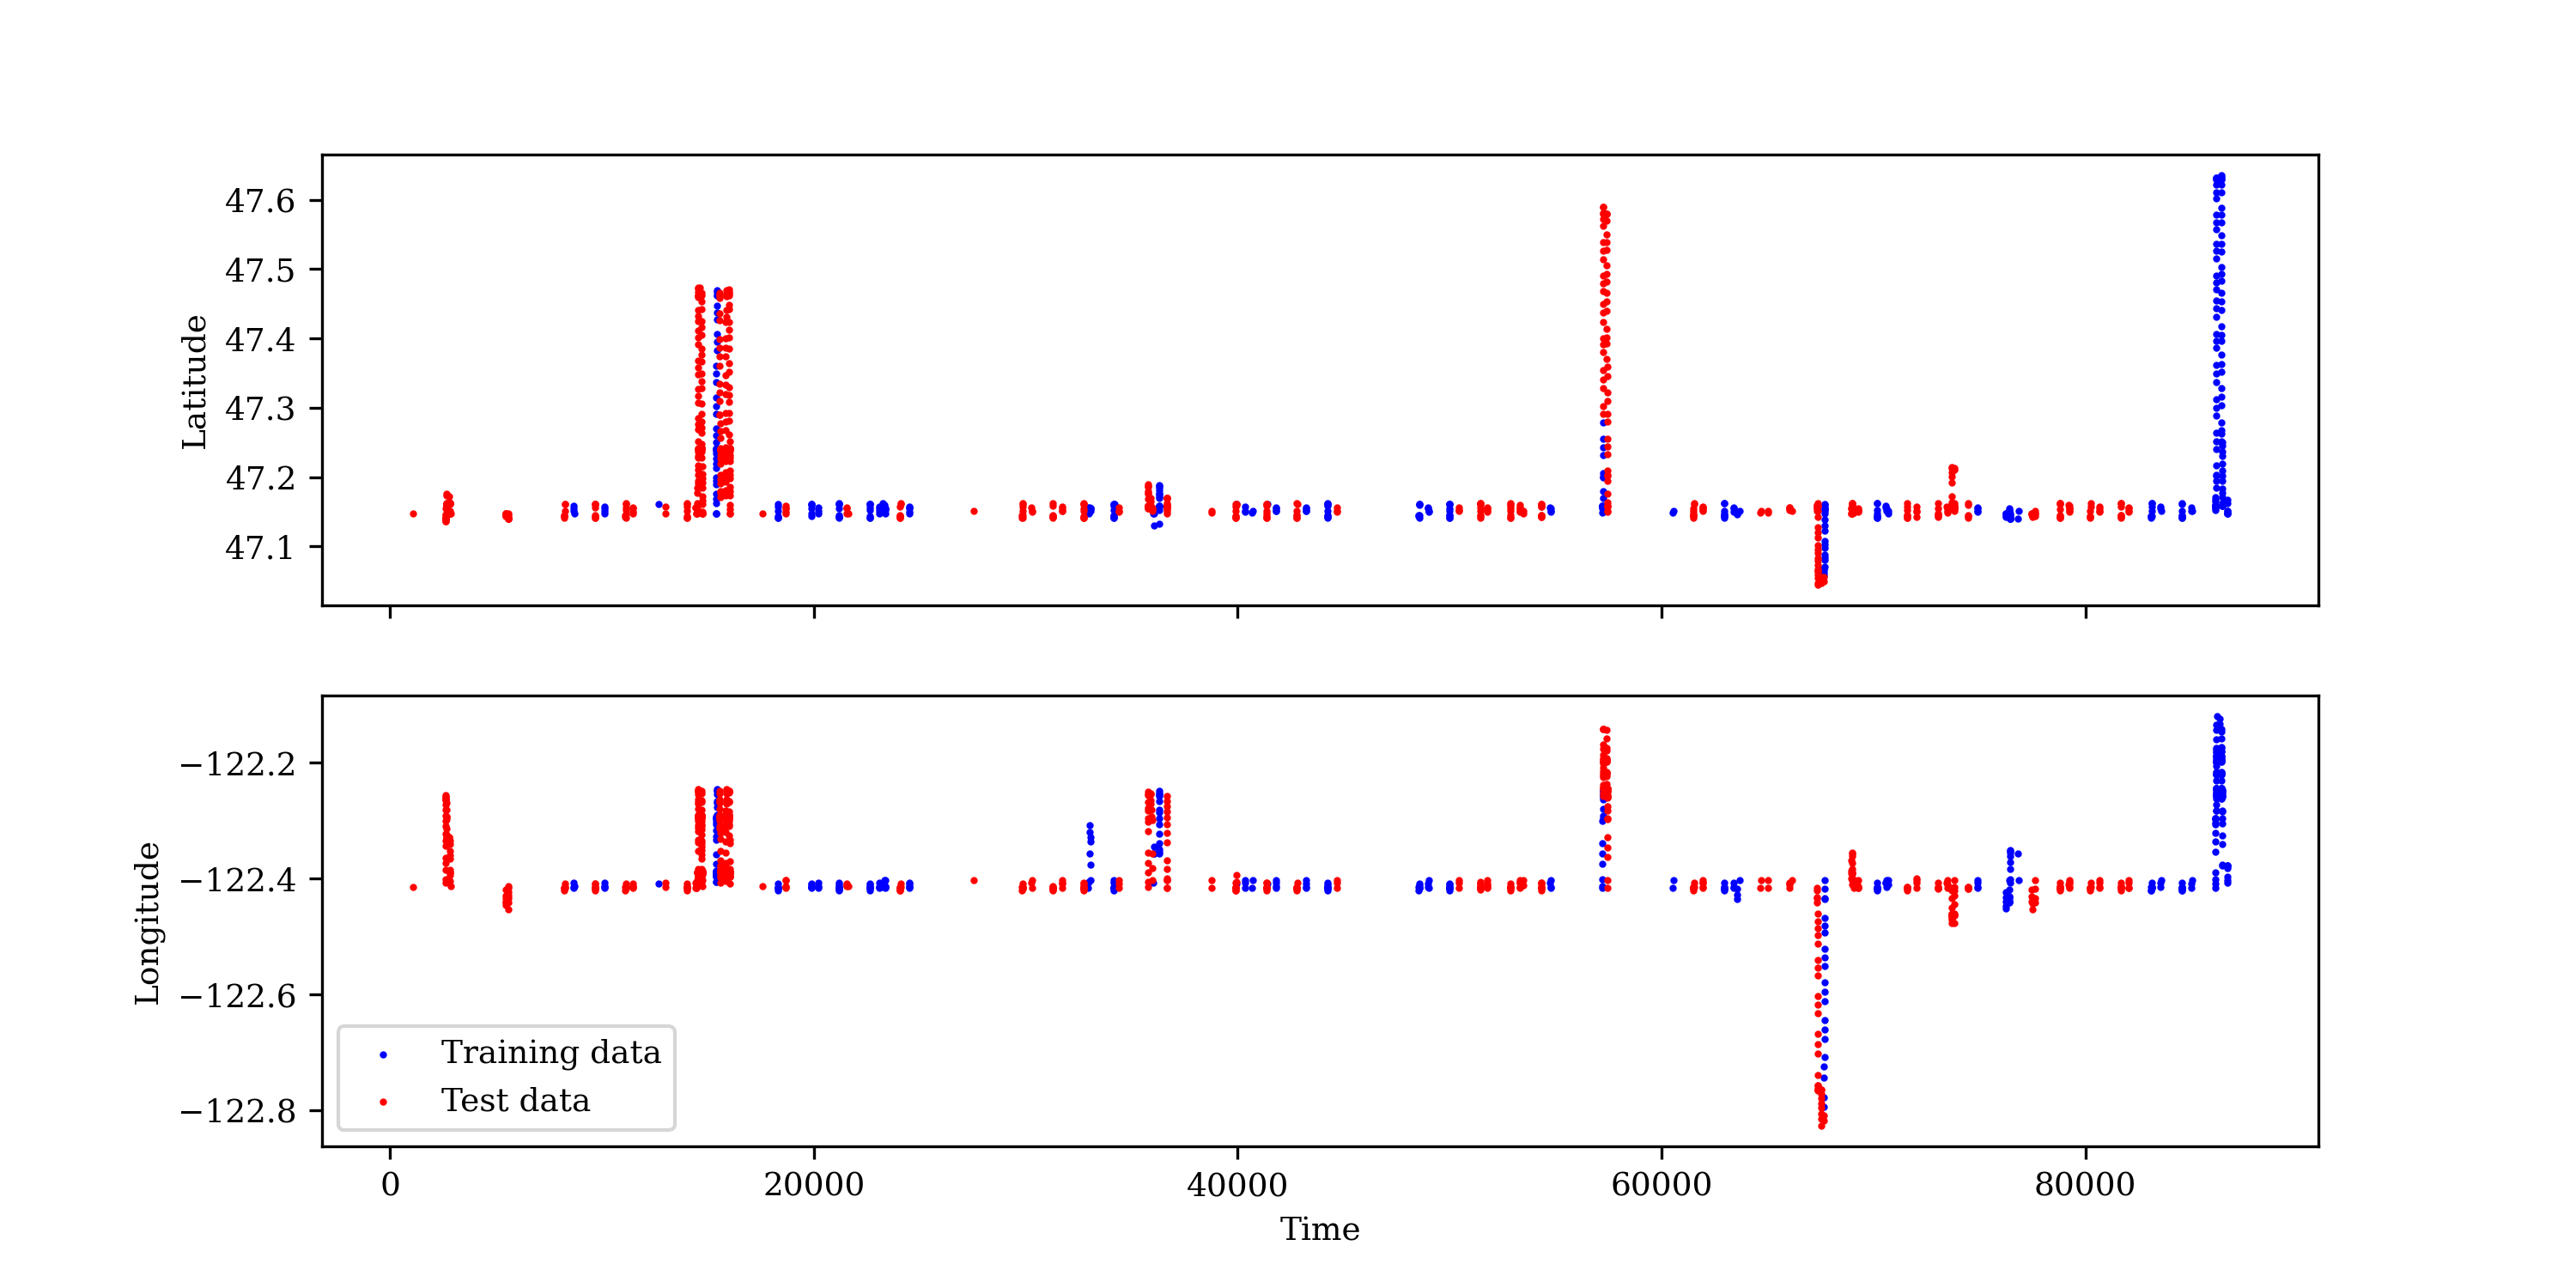 47.6
47.5
47.4
47.3
47.2
47.1
Latitude
−122.2
−122.4
−122.6
−122.8
Longitude
Training data
Test data
0 20000 40000 60000 80000
Time